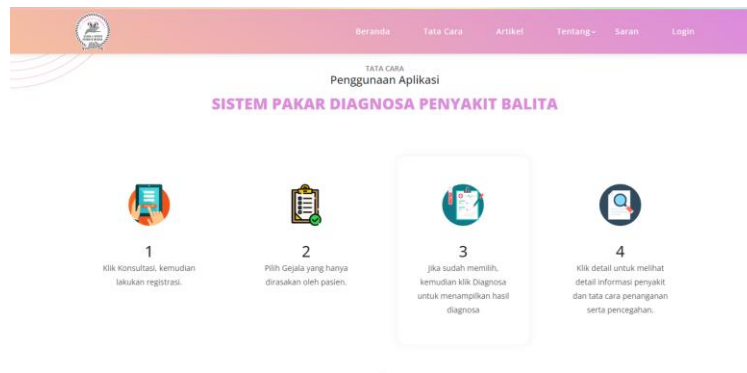 Beranda Tata Cara Artikel Tentang Saran Login
TATA CARA
Penggunaan Aplikasi
SISTEM PAKAR DIAGNOSA PENYAKIT BALITA
1
Klik Konsultasi, kemudian
lakukan registrasi.
2
Pilih Gejala yang hanya
dirasakan oleh pasien.
3
Jika sudah memilih,
kemudian klik Diagnosa
untuk menampilkan hasil
diagnosa
4
Klik detail untuk melihat
detail informasi penyakit
dan tata cara penanganan
serta pencegahan.